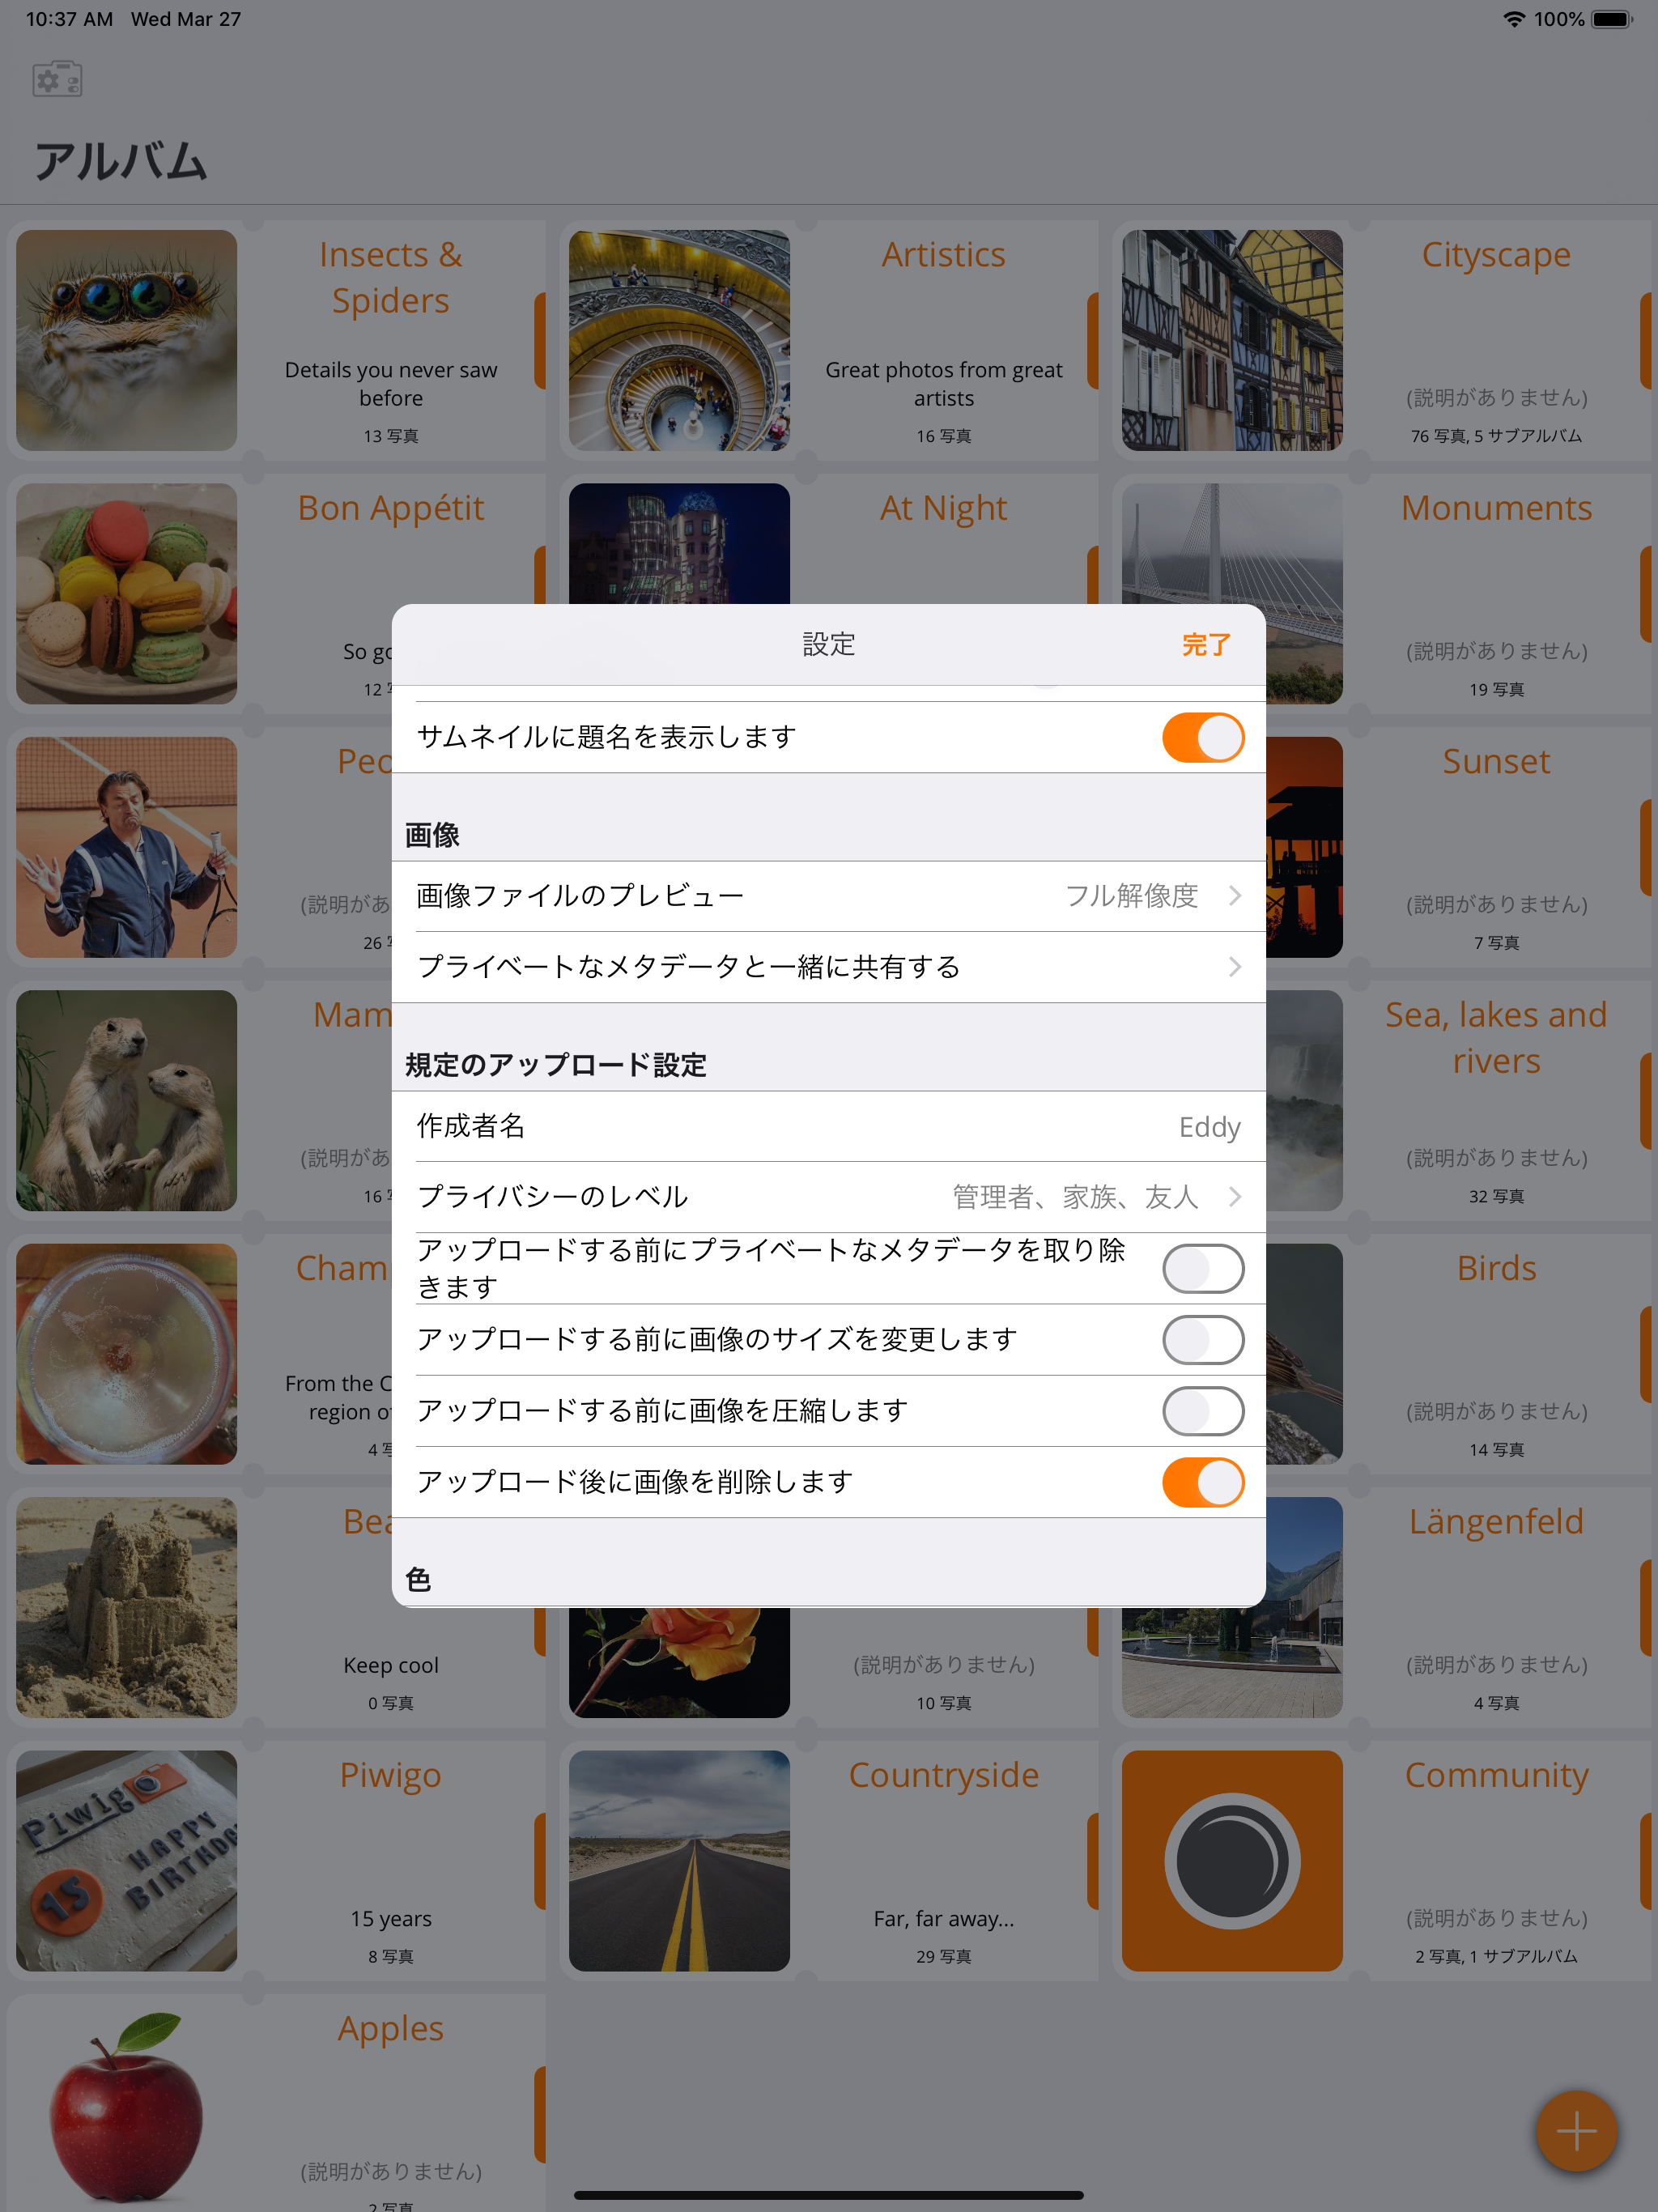 10:37 AM Wed Mar 27
100%
アルバム
Insects &
Spiders
Details you never saw
before
13 写真
Artistics
Great photos from great
artists
16 写真
Cityscape
(説明がありません)
76 写真, 5 サブアルバム
Bon Appétit
So
12
At Night
Monuments
(説明がありません)
19 写真
設定
完了
サムネイルに題名を表示します
画像
画像ファイルのプレビュー
フル解像度
プライベートなメタデータと一緒に共有する
規定のアップロード設定
作成者名
Eddy
プライバシーのレベル
管理者、家族、友人
アップロードする前にプライベートなメタデータを取り除
きます
アップロードする前に画像のサイズを変更します
アップロードする前に画像を圧縮します
アップロード後に画像を削除します
色
(説明があ
26
Sunset
(説明がありません)
7 写真
(説明があ
16
Sea, lakes and
rivers
(説明がありません)
32 写真
From the
region
4
Birds
(説明がありません)
14 写真
Keep cool
0 写真
(説明がありません)
10 写真
Längenfeld
(説明がありません)
4 写真
Piwigo
HAPPY
15
Piwigo
15 years
8 写真
Countryside
Far, far away...
29 写真
Community
(説明がありません)
2 写真, 1 サブアルバム
Apples
(説明がありません)
2 写真